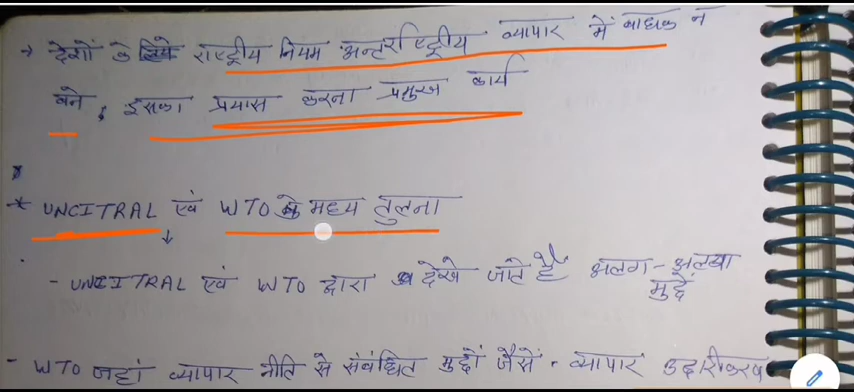 → देशों के राष्ट्रीय नियम अन्तर्राष्ट्रीय व्यापार में बाधक न
बने, इसका प्रयास करना प्रमुख कार्य
* UNCITRAL एवं WTO के मध्य तुलना
- UNCITRAL एवं WTO द्वारा देखे जाते है अलग-अलग
मुद्दे
- WTO जहां व्यापार नीति से संबंधित मुद्दों जैसें - व्यापार उदारीकरण